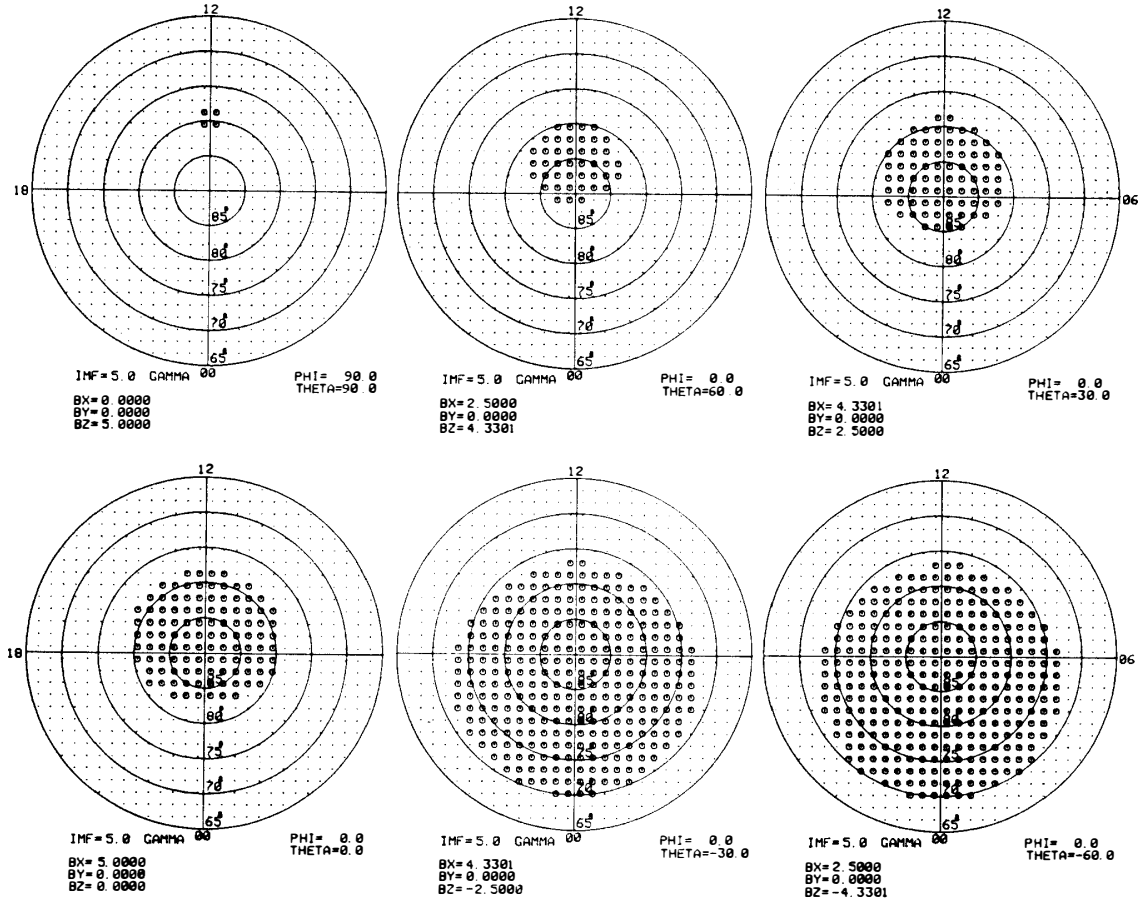 12
18
85°
80°
75°
70°
65°
00
IMF=5.0 GAMMA
PHI= 90.0
THETA=90.0
BX=0.0000
BY=0.0000
BZ=5.0000
12
85°
80°
75°
70°
65°
00
IMF=5.0 GAMMA
PHI= 0.0
THETA=60.0
BX=2.5000
BY=0.0000
BZ=4.3301
12
06
85
80°
75°
70°
65°
00
IMF=5.0 GAMMA
PHI= 0.0
THETA=30.0
BX=4.3301
BY=0.0000
BZ=2.5000
12
18
85
80°
75°
70°
65°
00
IMF=5.0 GAMMA
PHI= 0.0
THETA=0.0
BX=5.0000
BY=0.0000
BZ=0.0000
12
85
80
75
70
65°
00
IMF=5.0 GAMMA
PHI= 0.0
THETA=-30.0
BX=4.3301
BY=0.0000
BZ=-2.5000
12
06
85
80
75
70
65°
00
IMF=5.0 GAMMA
PHI= 0.0
THETA=-60.0
BX=2.5000
BY=0.0000
BZ=-4.3301